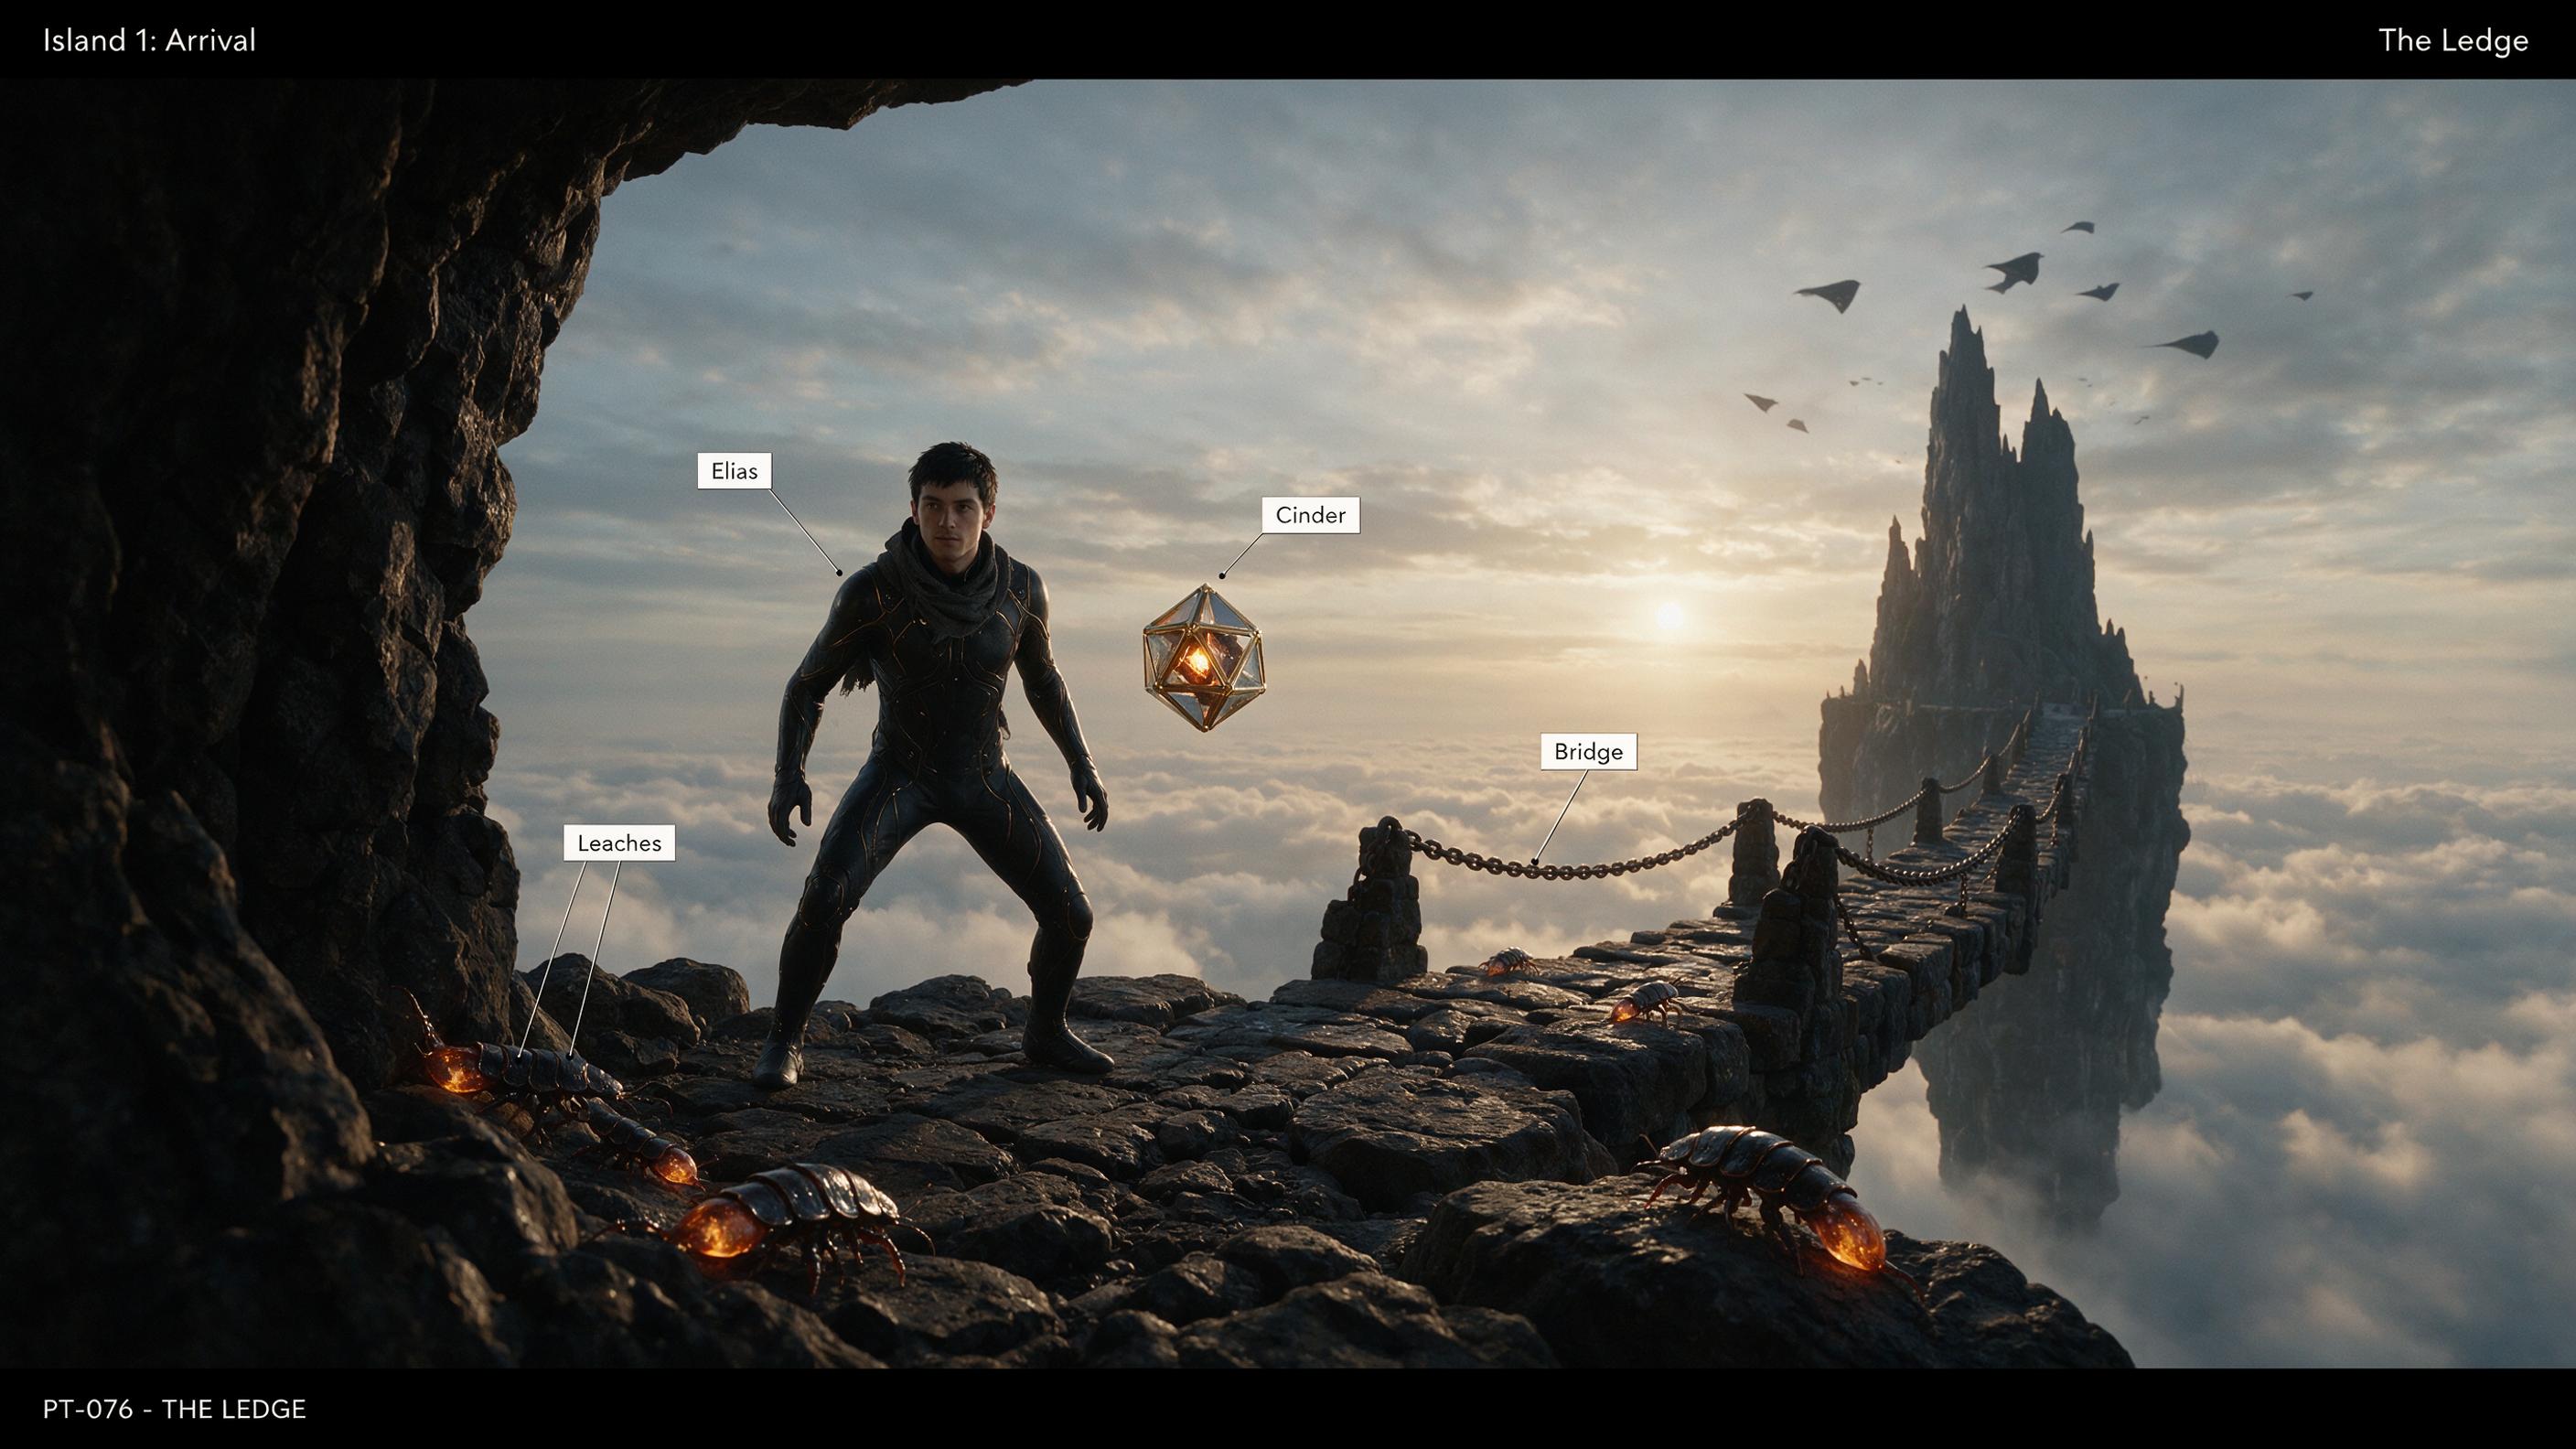 Island 1: Arrival
The Ledge
Elias
Cinder
Bridge
Leaches
PT-076 - THE LEDGE